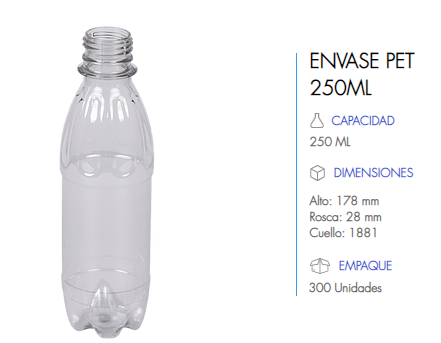 ENVASE PET
250ML
CAPACIDAD
250 ML
DIMENSIONES
Alto: 178 mm
Rosca: 28 mm
Cuello: 1881
EMPAQUE
300 Unidades